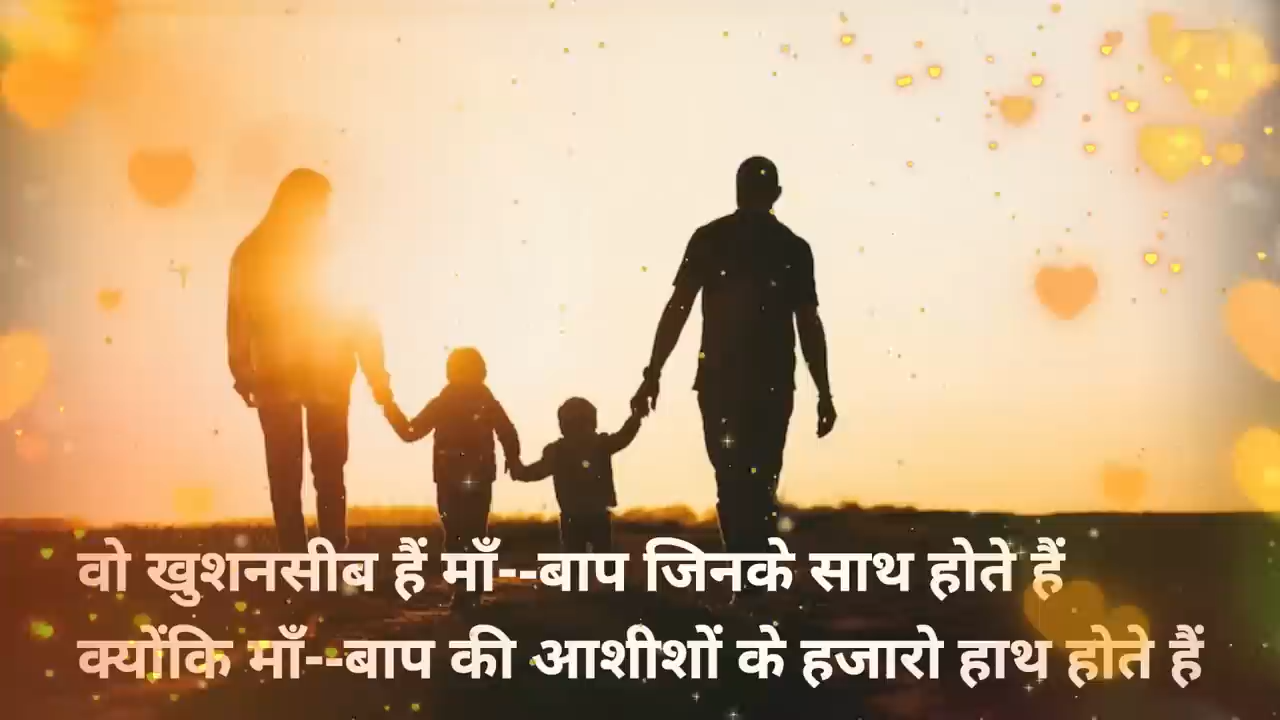 वो खुशनसीब हैं माँ--बाप जिनके साथ होते हैं
क्योंकि माँ--बाप की आशीशों के हजारो हाथ होते हैं